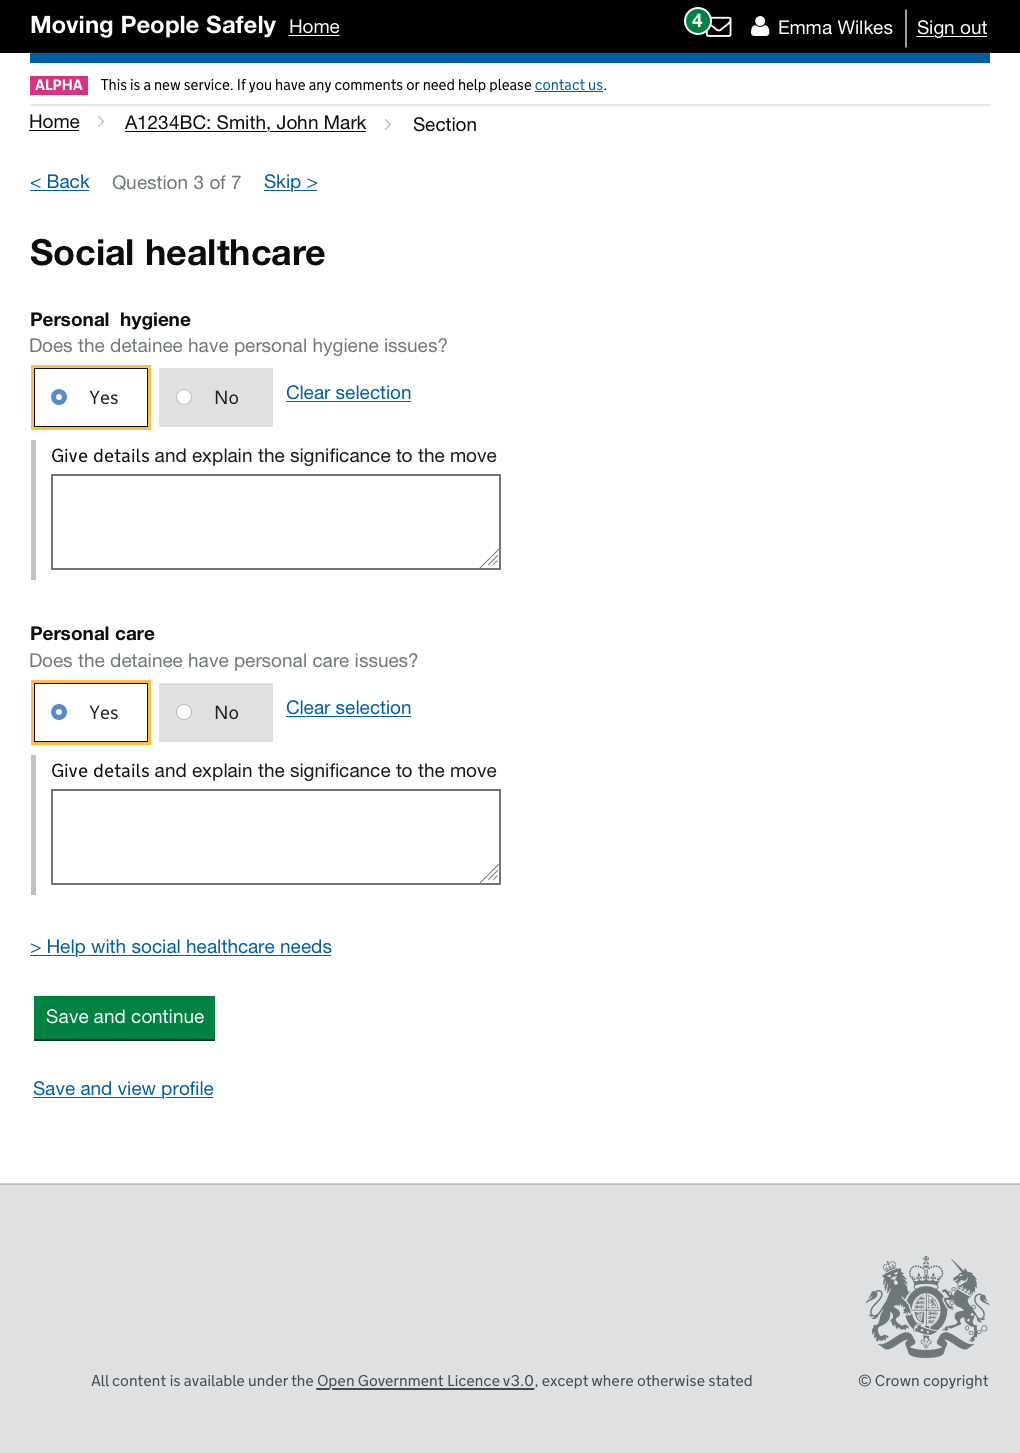 Moving People Safely Home 4 Emma Wilkes Sign out
ALPHA This is a new service. If you have any comments or need help please contact us.
Home > A1234BC: Smith, John Mark > Section
< Back Question 3 of 7 Skip >
Social healthcare
Personal hygiene
Does the detainee have personal hygiene issues?
Yes No Clear selection
Give details and explain the significance to the move
Personal care
Does the detainee have personal care issues?
Yes No Clear selection
Give details and explain the significance to the move
> Help with social healthcare needs
Save and continue
Save and view profile
All content is available under the Open Government Licence v3.0, except where otherwise stated © Crown copyright